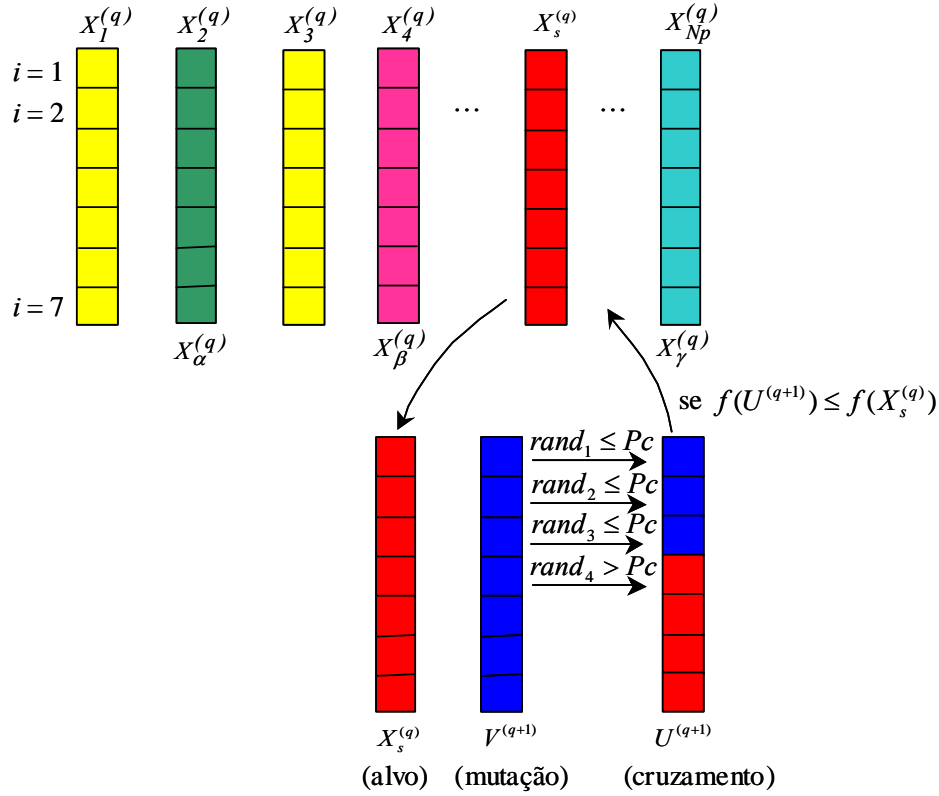 X_1^(q) X_2^(q) X_3^(q) X_4^(q) X_s^(q) X_Np^(q)
i = 1
i = 2
... ...
i = 7
X_α^(q) X_β^(q) X_γ^(q)
se f(U^(q+1)) ≤ f(X_s^(q))
rand_1 ≤ Pc
rand_2 ≤ Pc
rand_3 ≤ Pc
rand_4 > Pc
X_s^(q) V^(q+1) U^(q+1)
(alvo) (mutação) (cruzamento)